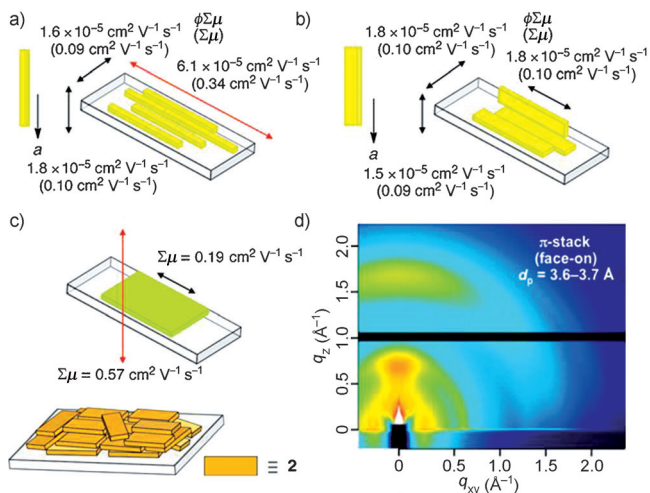 a)
ϕΣμ
(Σμ)
1.6 × 10⁻⁵ cm² V⁻¹ s⁻¹
(0.09 cm² V⁻¹ s⁻¹)
6.1 × 10⁻⁵ cm² V⁻¹ s⁻¹
(0.34 cm² V⁻¹ s⁻¹)
a
1.8 × 10⁻⁵ cm² V⁻¹ s⁻¹
(0.10 cm² V⁻¹ s⁻¹)
b)
ϕΣμ
(Σμ)
1.8 × 10⁻⁵ cm² V⁻¹ s⁻¹
(0.10 cm² V⁻¹ s⁻¹)
1.8 × 10⁻⁵ cm² V⁻¹ s⁻¹
(0.10 cm² V⁻¹ s⁻¹)
a
1.5 × 10⁻⁵ cm² V⁻¹ s⁻¹
(0.09 cm² V⁻¹ s⁻¹)
c)
Σμ = 0.19 cm² V⁻¹ s⁻¹
Σμ = 0.57 cm² V⁻¹ s⁻¹
2
d)
π-stack
(face-on)
dₚ = 3.6–3.7 Å
2.0
1.5
1.0
0.5
0
q_z (Å⁻¹)
0 0.5 1.0 1.5 2.0
q_xy (Å⁻¹)